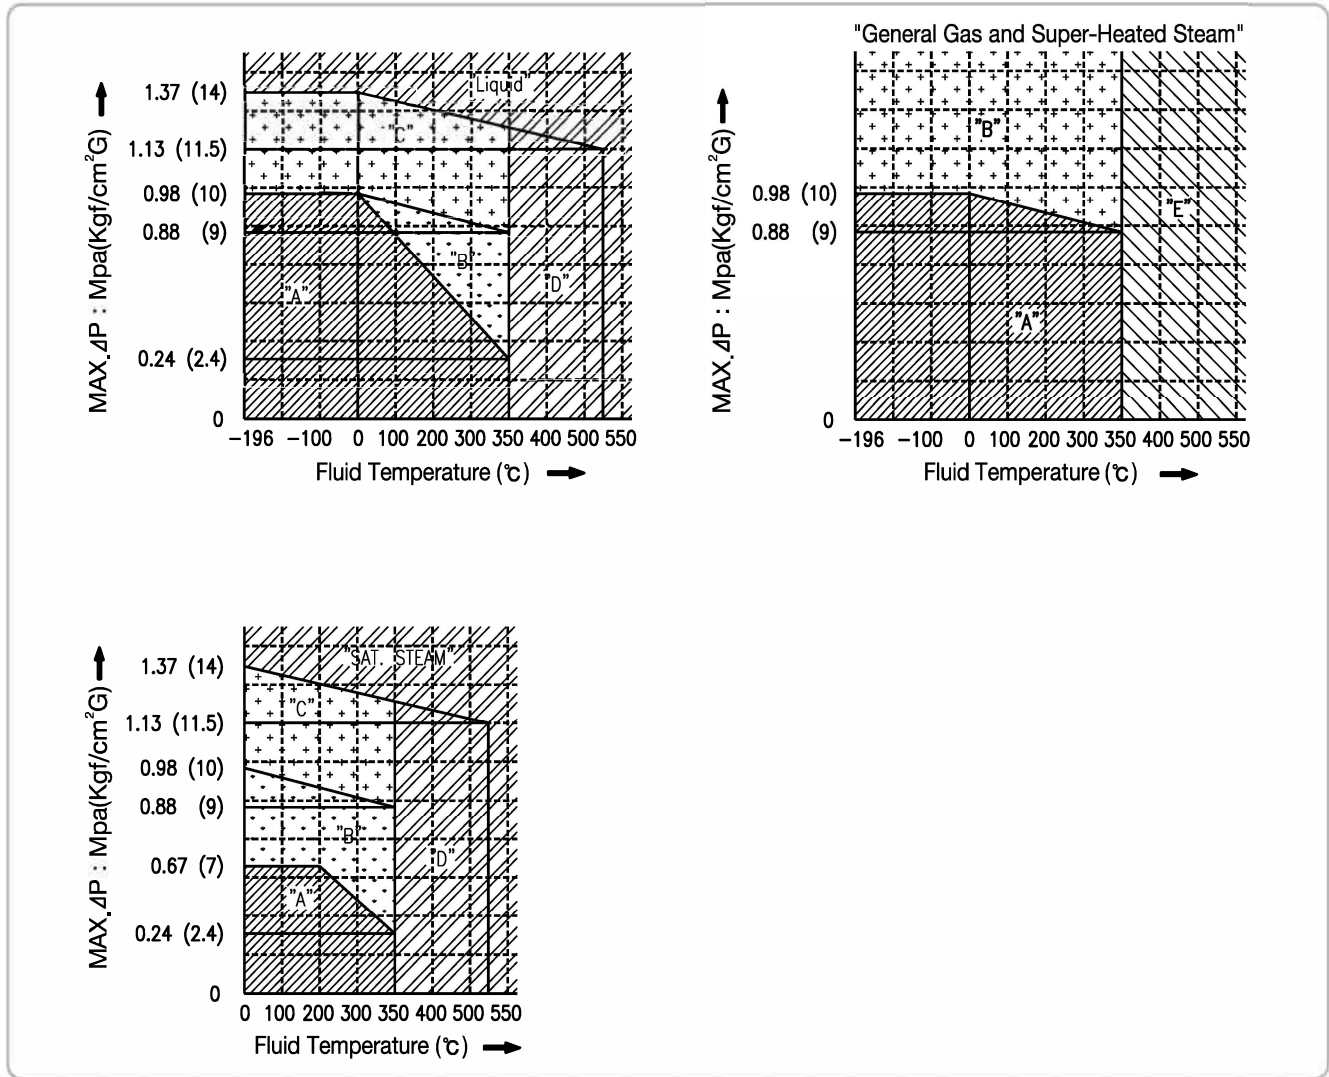 "Liquid"
MAX. ΔP : Mpa(Kgf/cm²G)
1.37 (14)
"C"
1.13 (11.5)
0.98 (10)
0.88 (9)
"B"
"D"
"A"
0.24 (2.4)
0
-196 -100 0 100 200 300 350 400 500 550
Fluid Temperature (℃)
"General Gas and Super-Heated Steam"
MAX. ΔP : Mpa(Kgf/cm²G)
"B"
0.98 (10)
"E"
0.88 (9)
"A"
0
-196 -100 0 100 200 300 350 400 500 550
Fluid Temperature (℃)
"SAT. STEAM"
MAX. ΔP : Mpa(Kgf/cm²G)
1.37 (14)
"C"
1.13 (11.5)
0.98 (10)
0.88 (9)
"B"
"D"
0.67 (7)
"A"
0.24 (2.4)
0
0 100 200 300 350 400 500 550
Fluid Temperature (℃)